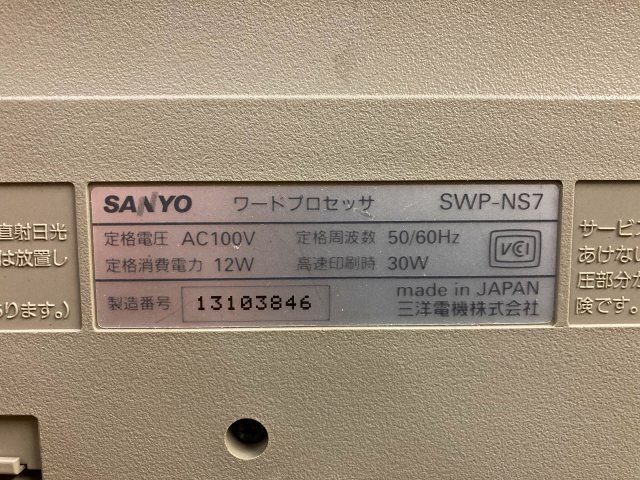 直射日光
は放置し
ります。)
SANYO ワードプロセッサ SWP-NS7
定格電圧 AC100V 定格周波数 50/60Hz
定格消費電力 12W 高速印刷時 30W
VCI
製造番号 13103846
made in JAPAN
三洋電機株式会社
サービス
あけない
圧部分が
険です。